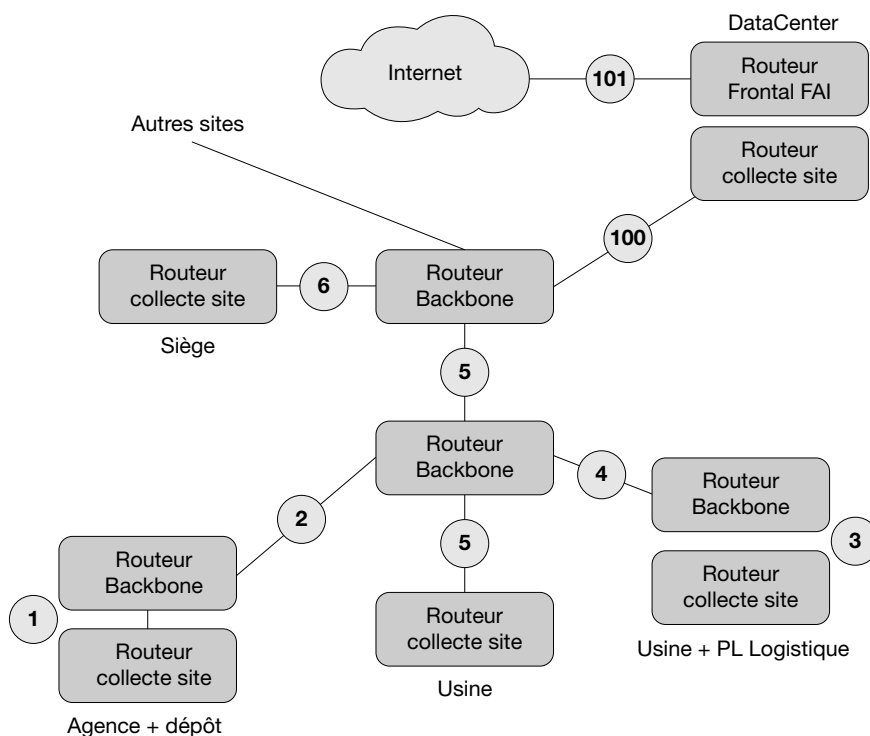 DataCenter
Internet
101
Routeur
Frontal FAI
Autres sites
Routeur
collecte site
100
Routeur
collecte site
6
Routeur
Backbone
Siège
5
Routeur
Backbone
4
Routeur
Backbone
2
5
3
Routeur
Backbone
1
Routeur
collecte site
Routeur
collecte site
Routeur
collecte site
Usine + PL Logistique
Usine
Agence + dépôt